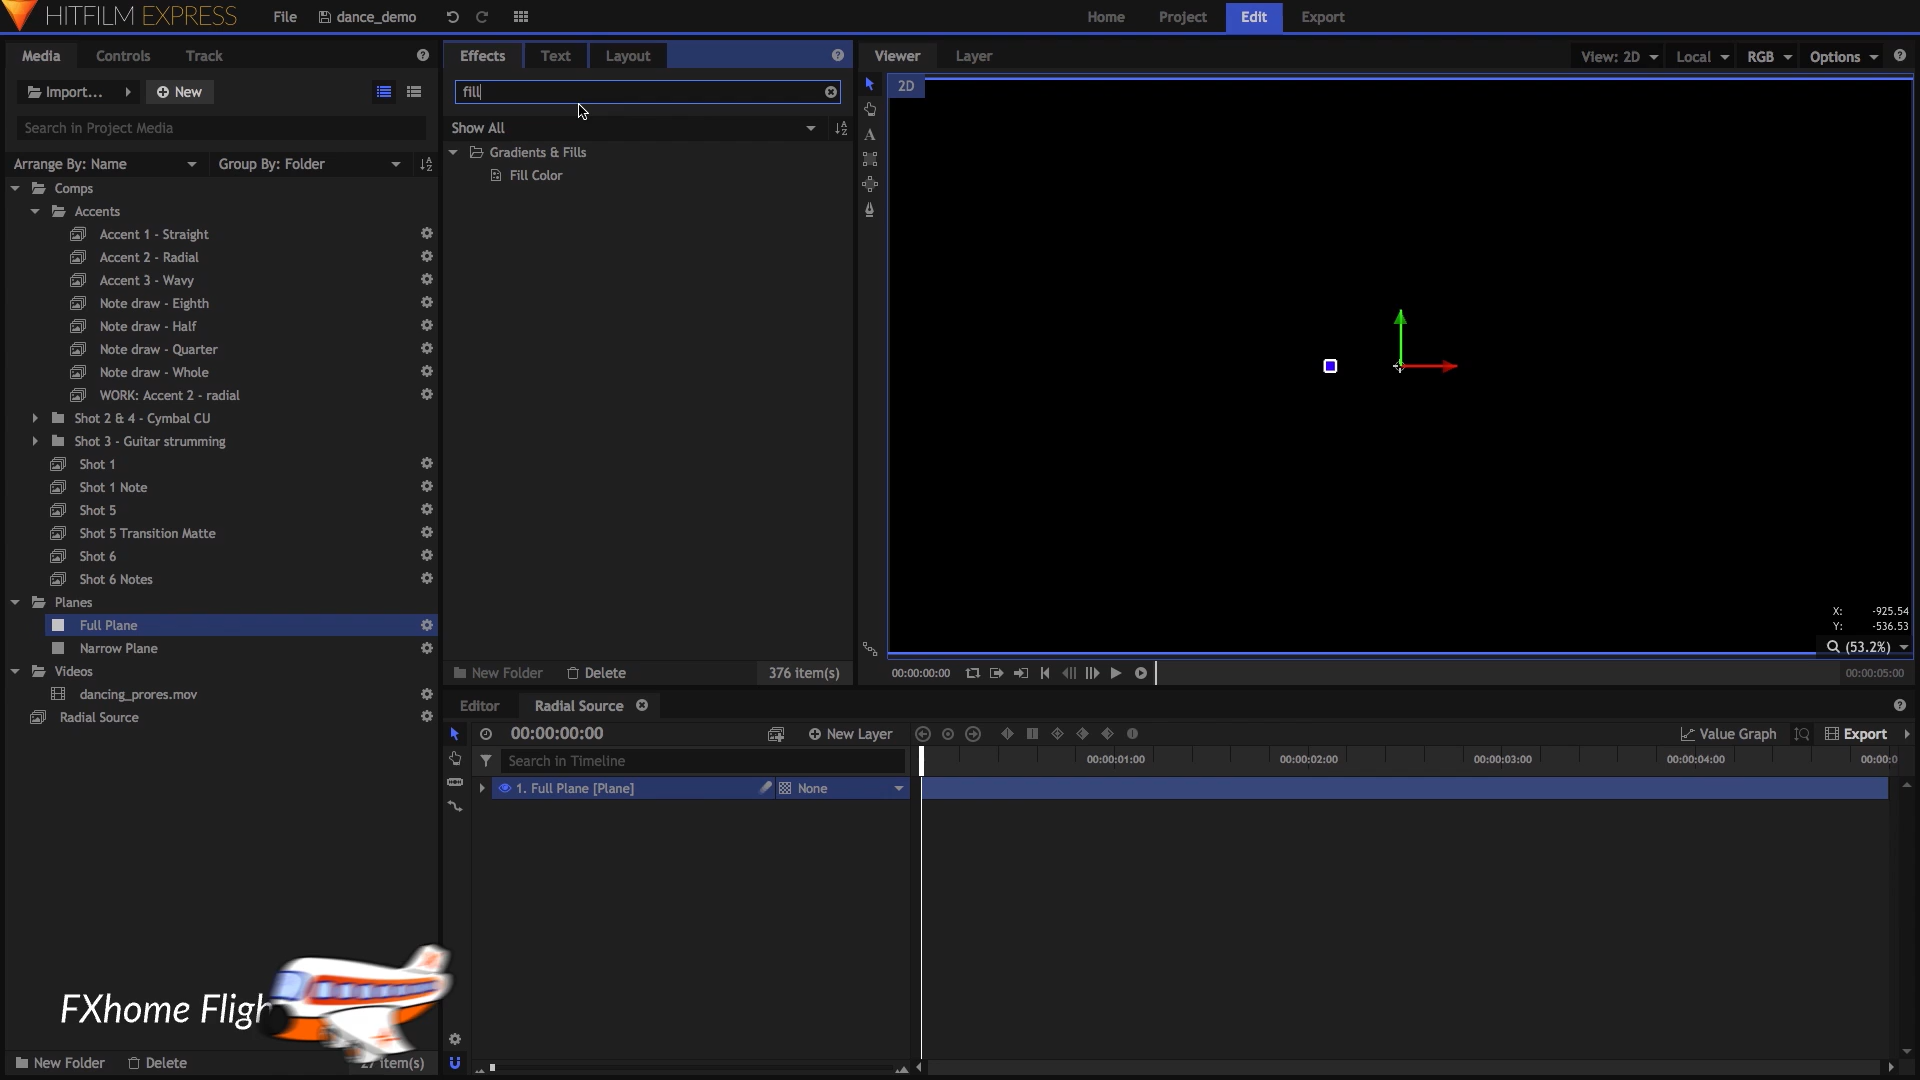 HITFILM EXPRESS File dance_demo Home Project Edit Export
Media Controls Track Effects Text Layout Viewer Layer View: 2D Local RGB Options
Import... New
fill
2D
Search in Project Media
Show All
Arrange By: Name Group By: Folder
Gradients & Fills
Fill Color
Comps
Accents
Accent 1 - Straight
Accent 2 - Radial
Accent 3 - Wavy
Note draw - Eighth
Note draw - Half
Note draw - Quarter
Note draw - Whole
WORK: Accent 2 - radial
Shot 2 & 4 - Cymbal CU
Shot 3 - Guitar strumming
Shot 1
Shot 1 Note
Shot 5
Shot 5 Transition Matte
Shot 6
Shot 6 Notes
Planes
Full Plane
Narrow Plane
Videos
dancing_prores.mov
Radial Source
X: -925.54
Y: -536.53
(53.2%)
New Folder Delete 376 item(s)
00:00:00:00 00:00:05:00
Editor Radial Source
00:00:00:00 New Layer Value Graph Export
Search in Timeline
00:00:01:00 00:00:02:00 00:00:03:00 00:00:04:00 00:00:0
1. Full Plane [Plane] None
FXhome Fligh
New Folder Delete 27 item(s)